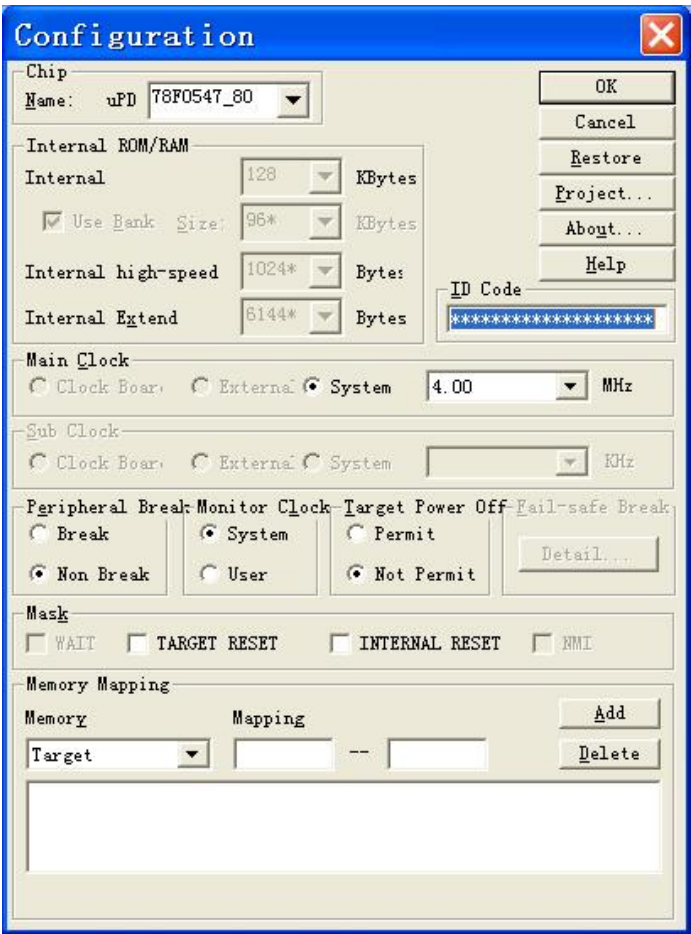 Configuration
Chip
Name: uPD 78F0547_80
OK
Cancel
Restore
Project...
About...
Help
Internal ROM/RAM
Internal 128 KBytes
Use Bank Size: 96* KBytes
Internal high-speed 1024* Bytes
Internal Extend 6144* Bytes
ID Code
********************
Main Clock
Clock Board External System 4.00 MHz
Sub Clock
Clock Board External System KHz
Peripheral Break Monitor Clock Target Power Off Fail-safe Break
Break System Permit Detail...
Non Break User Not Permit
Mask
WAIT TARGET RESET INTERNAL RESET NMI
Memory Mapping
Memory Mapping Add
Target -- Delete